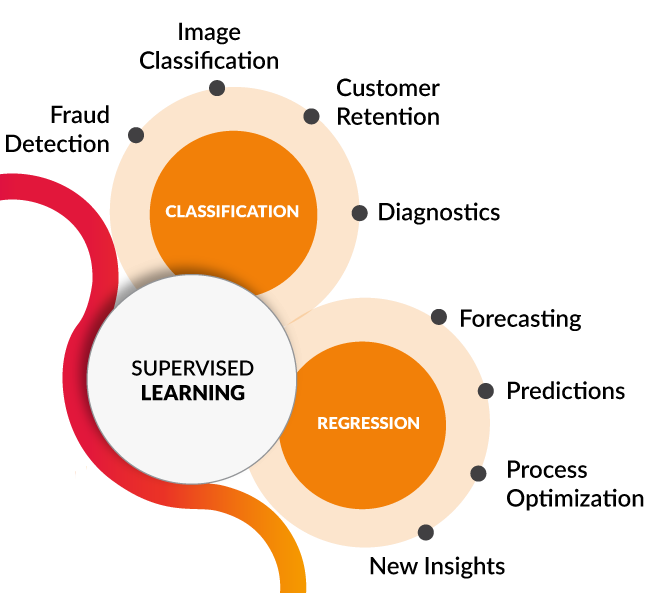 Image
Classification
Customer
Retention
Fraud
Detection
CLASSIFICATION
Diagnostics
SUPERVISED
LEARNING
Forecasting
Predictions
REGRESSION
Process
Optimization
New Insights